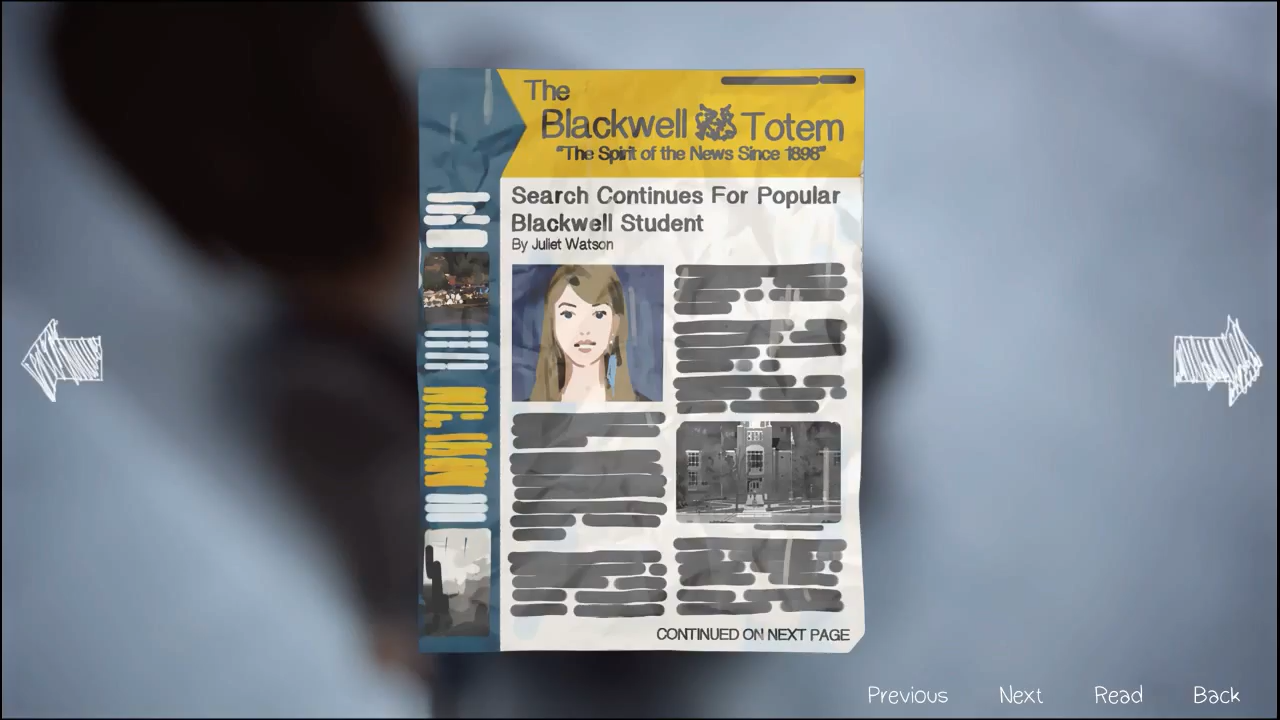 The
Blackwell Totem
"The Spirit of the News Since 1898"
Search Continues For Popular
Blackwell Student
By Juliet Watson
CONTINUED ON NEXT PAGE
Previous Next Read Back